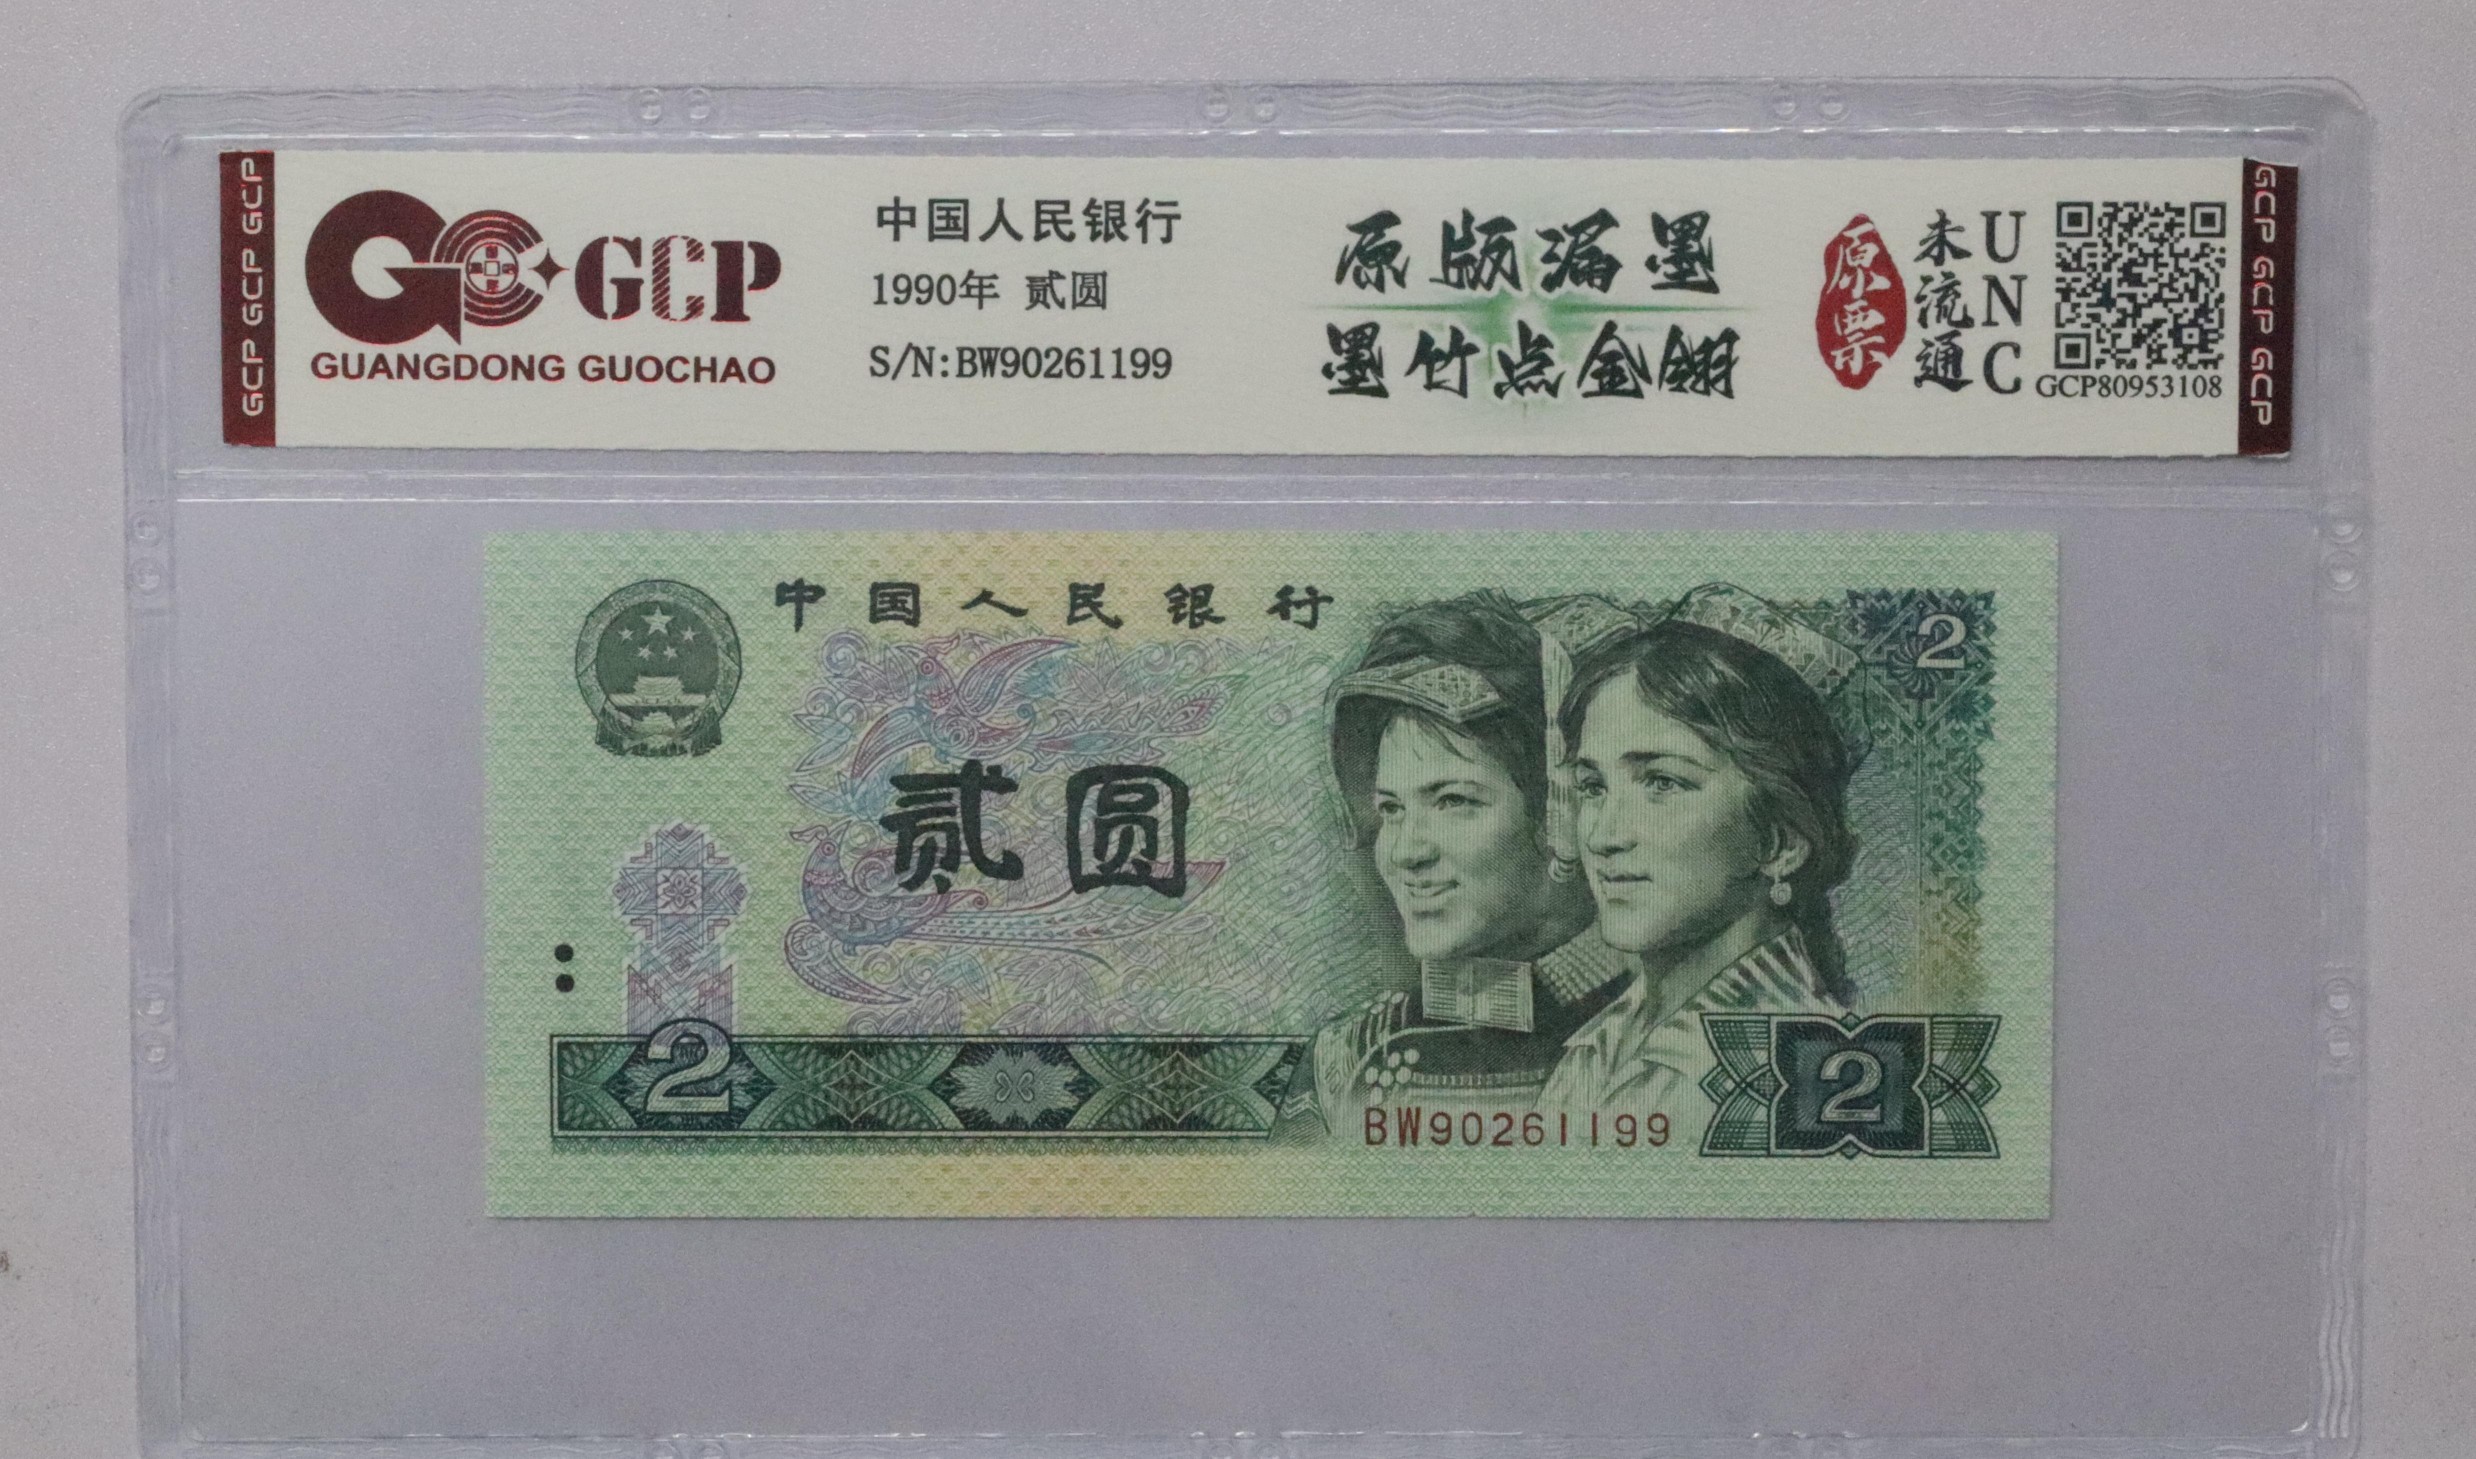 GCP GCP GCP
GCP
GUANGDONG GUOCHAO
中国人民银行
1990年 贰圆
S/N:BW90261199
原版漏墨
墨竹点金翎
原票
未流通
UNC
GCP80953108
GCP GCP GCP
中国人民银行
2
贰圆
2
BW90261199
2